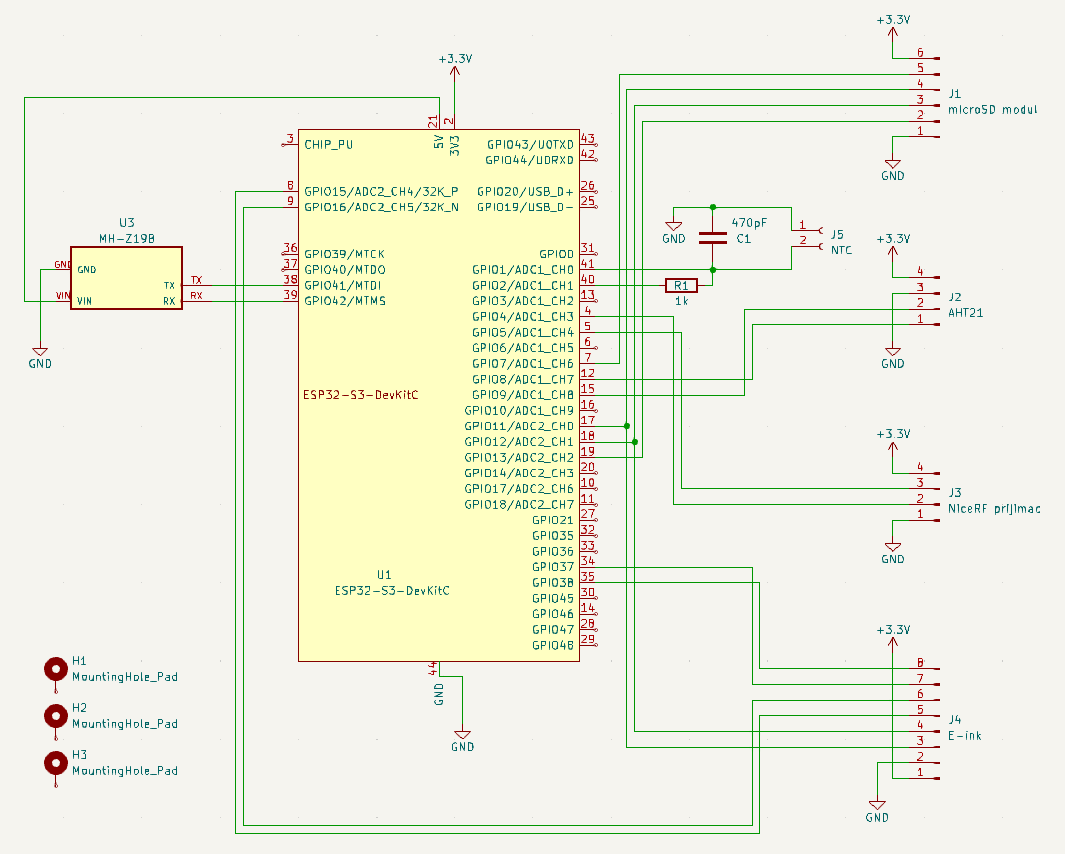 +3.3V
6
5
4
3
2
1
J1
microSD modul
GND
+3.3V
21
2
5V
3V3
3
CHIP_PU
GPIO43/U0TXD
43
GPIO44/U0RXD
42
8
GPIO15/ADC2_CH4/32K_P
GPIO20/USB_D+
26
9
GPIO16/ADC2_CH5/32K_N
GPIO19/USB_D-
25
36
GPIO39/MTCK
GPIO0
31
37
GPIO40/MTDO
GPIO1/ADC1_CH0
41
38
GPIO41/MTDI
GPIO2/ADC1_CH1
40
39
GPIO42/MTMS
GPIO3/ADC1_CH2
13
GPIO4/ADC1_CH3
4
GPIO5/ADC1_CH4
5
GPIO6/ADC1_CH5
6
GPIO7/ADC1_CH6
7
GPIO8/ADC1_CH7
12
GPIO9/ADC1_CH8
15
GPIO10/ADC1_CH9
16
GPIO11/ADC2_CH0
17
GPIO12/ADC2_CH1
18
GPIO13/ADC2_CH2
19
GPIO14/ADC2_CH3
20
GPIO17/ADC2_CH6
10
GPIO18/ADC2_CH7
11
GPIO21
27
GPIO35
32
GPIO36
33
GPIO37
34
GPIO38
35
GPIO45
30
GPIO46
14
GPIO47
28
GPIO48
29
ESP32-S3-DevKitC
U1
ESP32-S3-DevKitC
44
GND
GND
U3
MH-Z19B
GND
GND
VIN
VIN
TX
TX
RX
RX
GND
GND
470pF
C1
R1
1k
1
2
J5
NTC
+3.3V
4
3
2
1
J2
AHT21
GND
+3.3V
4
3
2
1
J3
NiceRF prijimac
GND
+3.3V
8
7
6
5
4
3
2
1
J4
E-ink
GND
H1
MountingHole_Pad
H2
MountingHole_Pad
H3
MountingHole_Pad